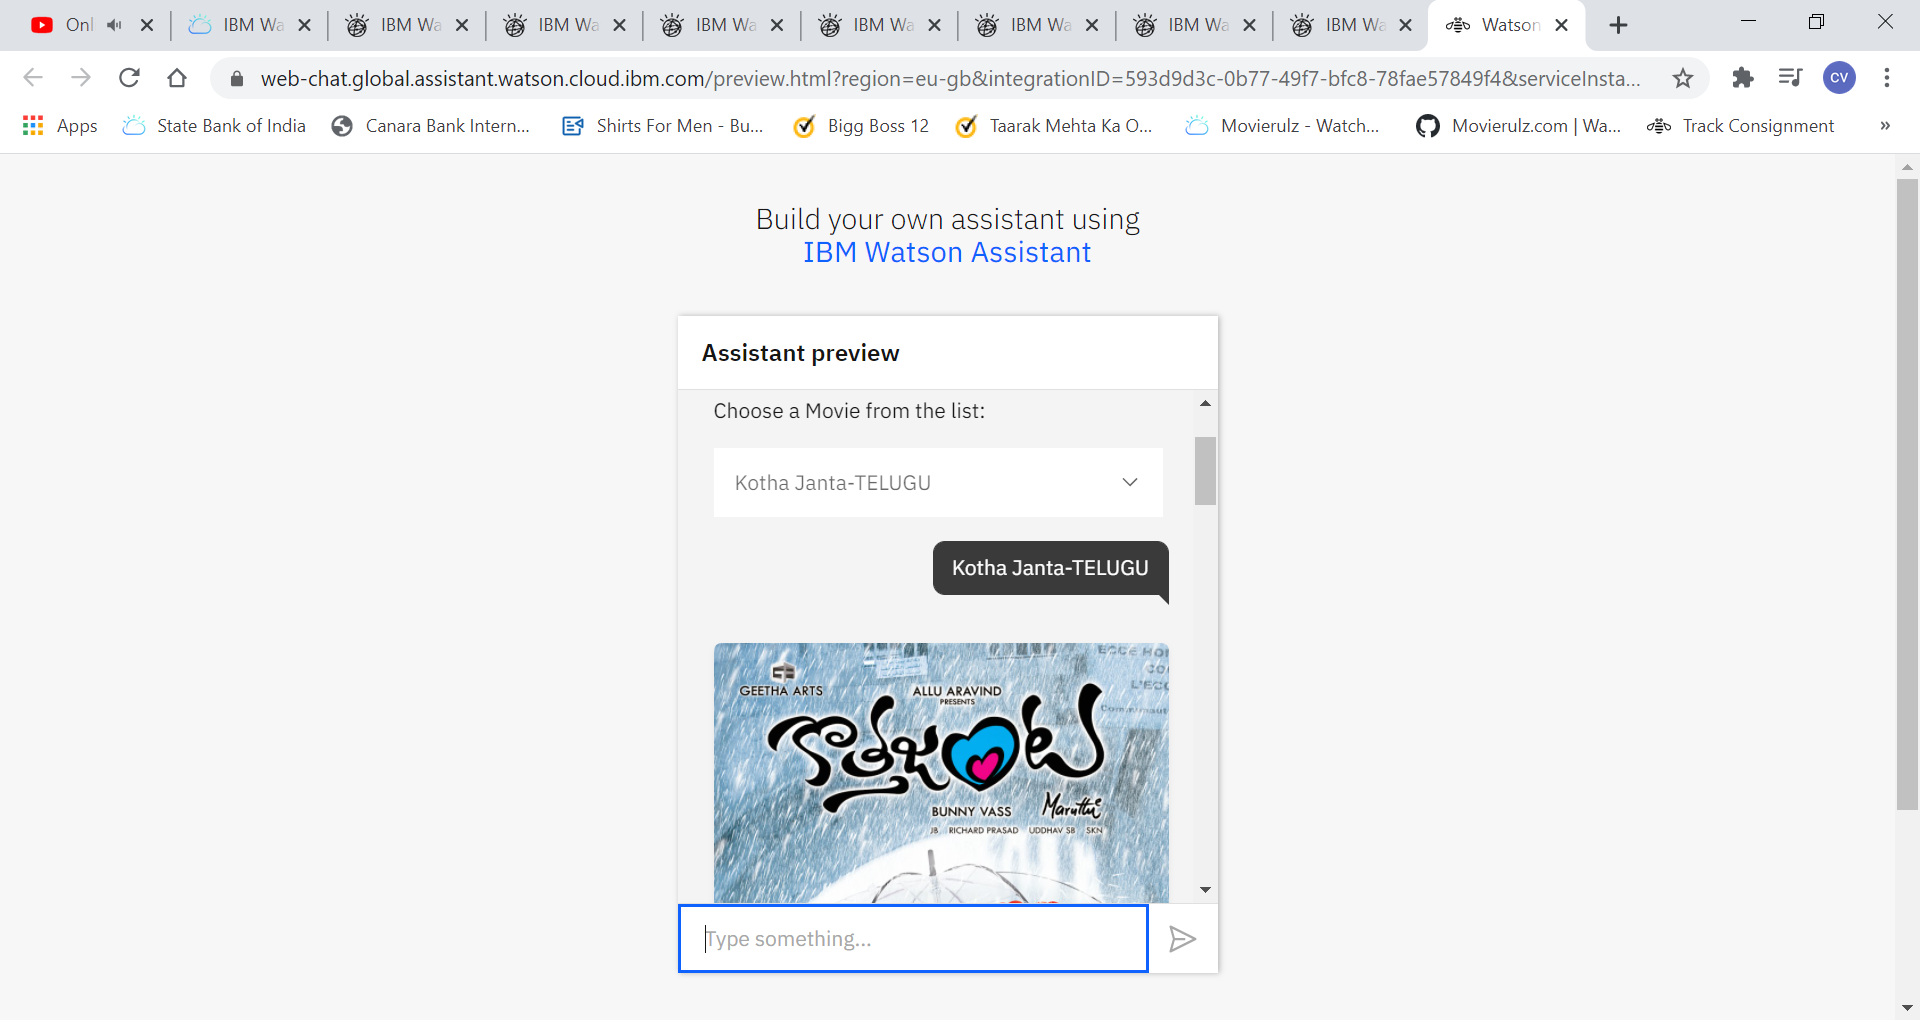 Onl
IBM Wa
IBM Wa
IBM Wa
IBM Wa
IBM Wa
IBM Wa
IBM Wa
IBM Wa
Watson
web-chat.global.assistant.watson.cloud.ibm.com/preview.html?region=eu-gb&integrationID=593d9d3c-0b77-49f7-bfc8-78fae57849f4&serviceInsta...
CV
Apps
State Bank of India
Canara Bank Intern...
Shirts For Men - Bu...
Bigg Boss 12
Taarak Mehta Ka O...
Movierulz - Watch...
Movierulz.com | Wa...
Track Consignment
»
Build your own assistant using
IBM Watson Assistant
Assistant preview
Choose a Movie from the list:
Kotha Janta-TELUGU
Kotha Janta-TELUGU
GEETHA ARTS
ALLU ARAVIND
PRESENTS
కొత్తజంట
BUNNY VASS
Maruthi
JB. RICHARD PRASAD UDDHAV SB SKN
Type something...